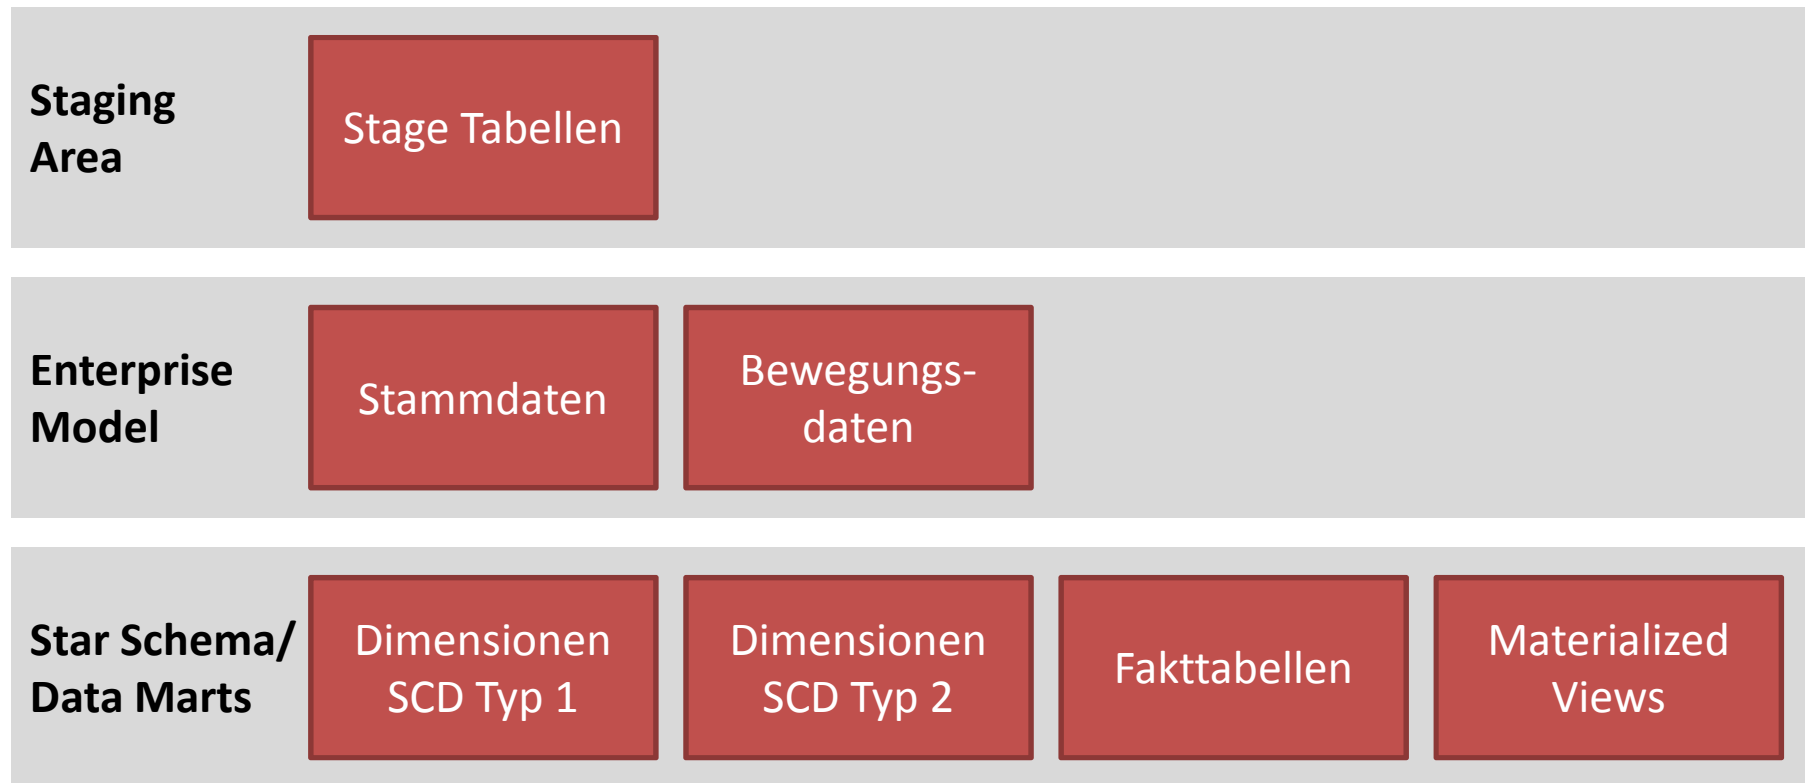 Staging
Area
Stage Tabellen
Enterprise
Model
Stammdaten
Bewegungs-
daten
Star Schema/
Data Marts
Dimensionen
SCD Typ 1
Dimensionen
SCD Typ 2
Fakttabellen
Materialized
Views